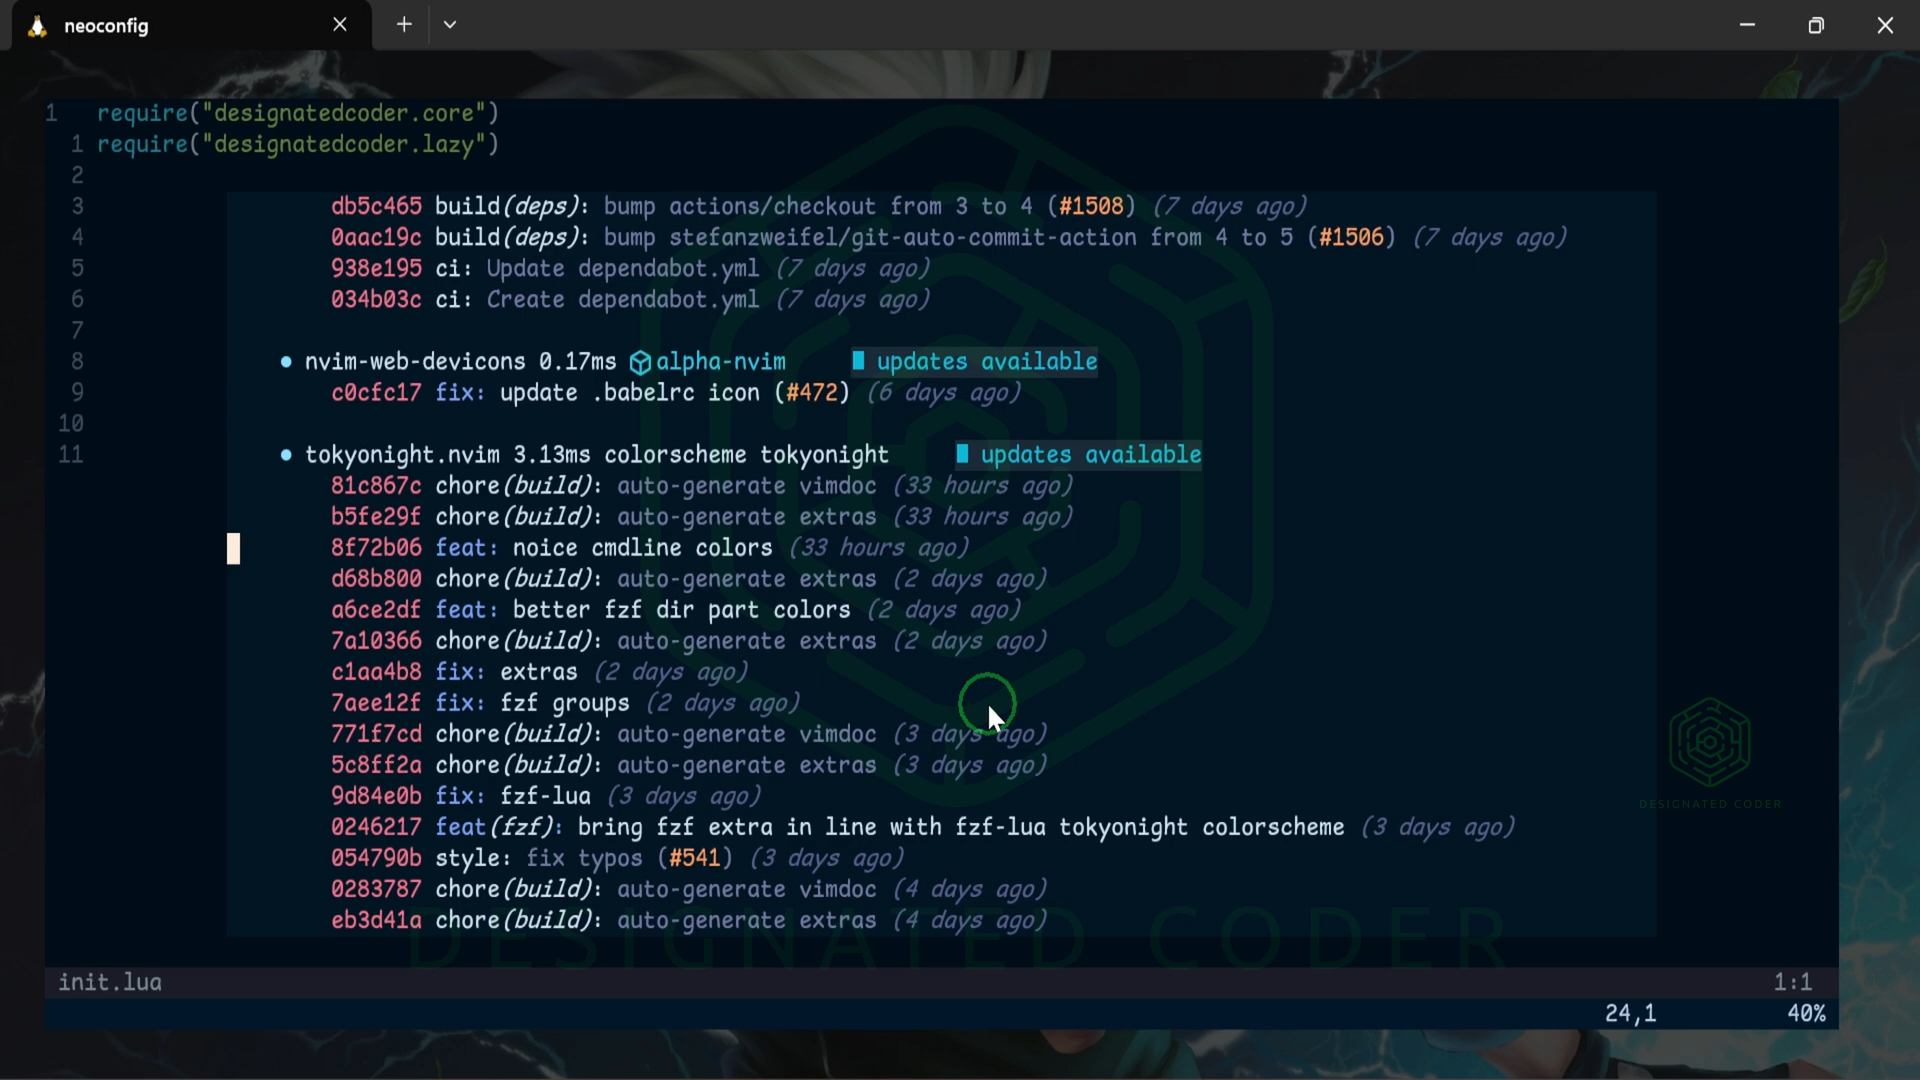 neoconfig
1 require("designatedcoder.core")
1 require("designatedcoder.lazy")
2
3 db5c465 build(deps): bump actions/checkout from 3 to 4 (#1508) (7 days ago)
4 0aac19c build(deps): bump stefanzweifel/git-auto-commit-action from 4 to 5 (#1506) (7 days ago)
5 938e195 ci: Update dependabot.yml (7 days ago)
6 034b03c ci: Create dependabot.yml (7 days ago)
7
8 ● nvim-web-devicons 0.17ms alpha-nvim updates available
9 c0cfc17 fix: update .babelrc icon (#472) (6 days ago)
10
11 ● tokyonight.nvim 3.13ms colorscheme tokyonight updates available
81c867c chore(build): auto-generate vimdoc (33 hours ago)
b5fe29f chore(build): auto-generate extras (33 hours ago)
8f72b06 feat: noice cmdline colors (33 hours ago)
d68b800 chore(build): auto-generate extras (2 days ago)
a6ce2df feat: better fzf dir part colors (2 days ago)
7a10366 chore(build): auto-generate extras (2 days ago)
c1aa4b8 fix: extras (2 days ago)
7aee12f fix: fzf groups (2 days ago)
771f7cd chore(build): auto-generate vimdoc (3 days ago)
5c8ff2a chore(build): auto-generate extras (3 days ago)
9d84e0b fix: fzf-lua (3 days ago)
0246217 feat(fzf): bring fzf extra in line with fzf-lua tokyonight colorscheme (3 days ago)
054790b style: fix typos (#541) (3 days ago)
0283787 chore(build): auto-generate vimdoc (4 days ago)
eb3d41a chore(build): auto-generate extras (4 days ago)
DESIGNATED CODER
DESIGNATED CODER
init.lua 1:1
24,1 40%